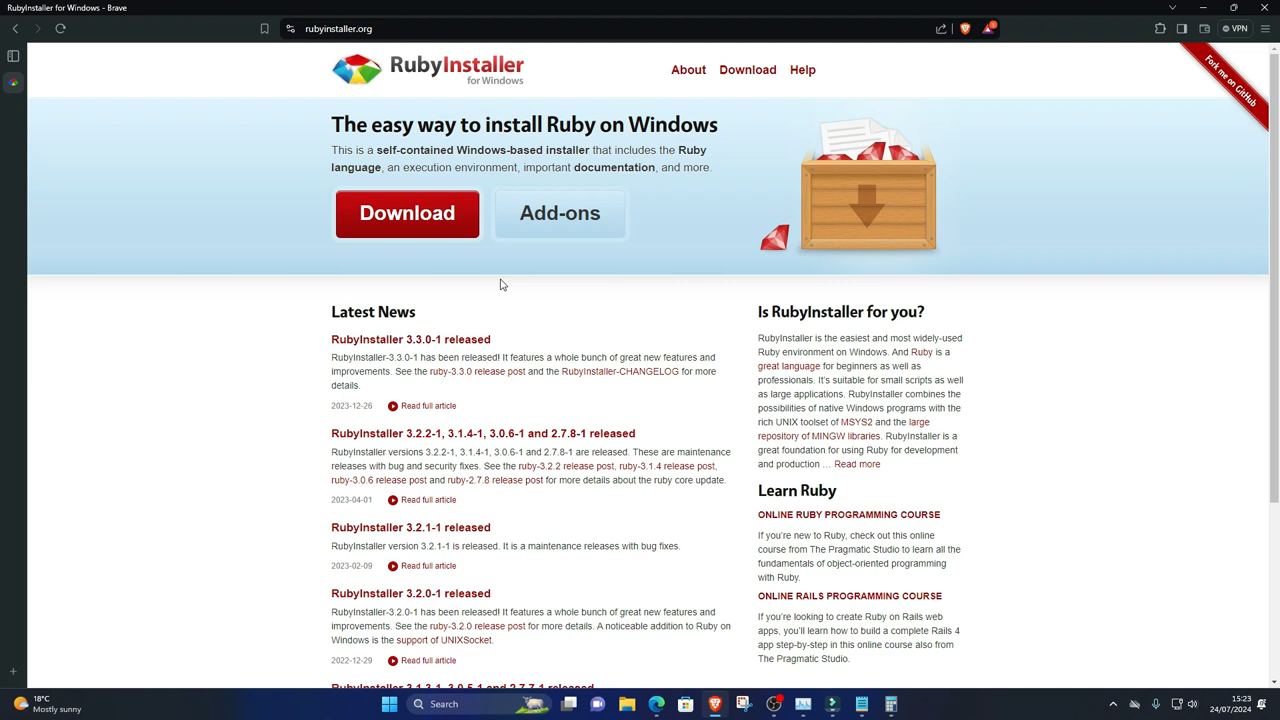 RubyInstaller for Windows - Brave
rubyinstaller.org
VPN
RubyInstaller
for Windows
About Download Help
Fork me on GitHub
The easy way to install Ruby on Windows
This is a self-contained Windows-based installer that includes the Ruby
language, an execution environment, important documentation, and more.
Download Add-ons
Latest News
RubyInstaller 3.3.0-1 released
RubyInstaller-3.3.0-1 has been released! It features a whole bunch of great new features and
improvements. See the ruby-3.3.0 release post and the RubyInstaller-CHANGELOG for more
details.
2023-12-26 Read full article
RubyInstaller 3.2.2-1, 3.1.4-1, 3.0.6-1 and 2.7.8-1 released
RubyInstaller versions 3.2.2-1, 3.1.4-1, 3.0.6-1 and 2.7.8-1 are released. These are maintenance
releases with bug and security fixes. See the ruby-3.2.2 release post, ruby-3.1.4 release post,
ruby-3.0.6 release post and ruby-2.7.8 release post for more details about the ruby core update.
2023-04-01 Read full article
RubyInstaller 3.2.1-1 released
RubyInstaller version 3.2.1-1 is released. It is a maintenance releases with bug fixes.
2023-02-09 Read full article
RubyInstaller 3.2.0-1 released
RubyInstaller-3.2.0-1 has been released! It features a whole bunch of great new features and
improvements. See the ruby-3.2.0 release post for more details. A noticeable addition to Ruby on
Windows is the support of UNIXSocket.
2022-12-29 Read full article
RubyInstaller 3.1.3-1, 3.0.5-1 and 2.7.7-1 released
Is RubyInstaller for you?
RubyInstaller is the easiest and most widely-used
Ruby environment on Windows. And Ruby is a
great language for beginners as well as
professionals. It's suitable for small scripts as well
as large applications. RubyInstaller combines the
possibilities of native Windows programs with the
rich UNIX toolset of MSYS2 and the large
repository of MINGW libraries. RubyInstaller is a
great foundation for using Ruby for development
and production … Read more
Learn Ruby
ONLINE RUBY PROGRAMMING COURSE
If you're new to Ruby, check out this online
course from The Pragmatic Studio to learn all the
fundamentals of object-oriented programming
with Ruby.
ONLINE RAILS PROGRAMMING COURSE
If you're looking to create Ruby on Rails web
apps, you'll learn how to build a complete Rails 4
app step-by-step in this online course also from
The Pragmatic Studio.
18°C
Mostly sunny
Search
15:23
24/07/2024